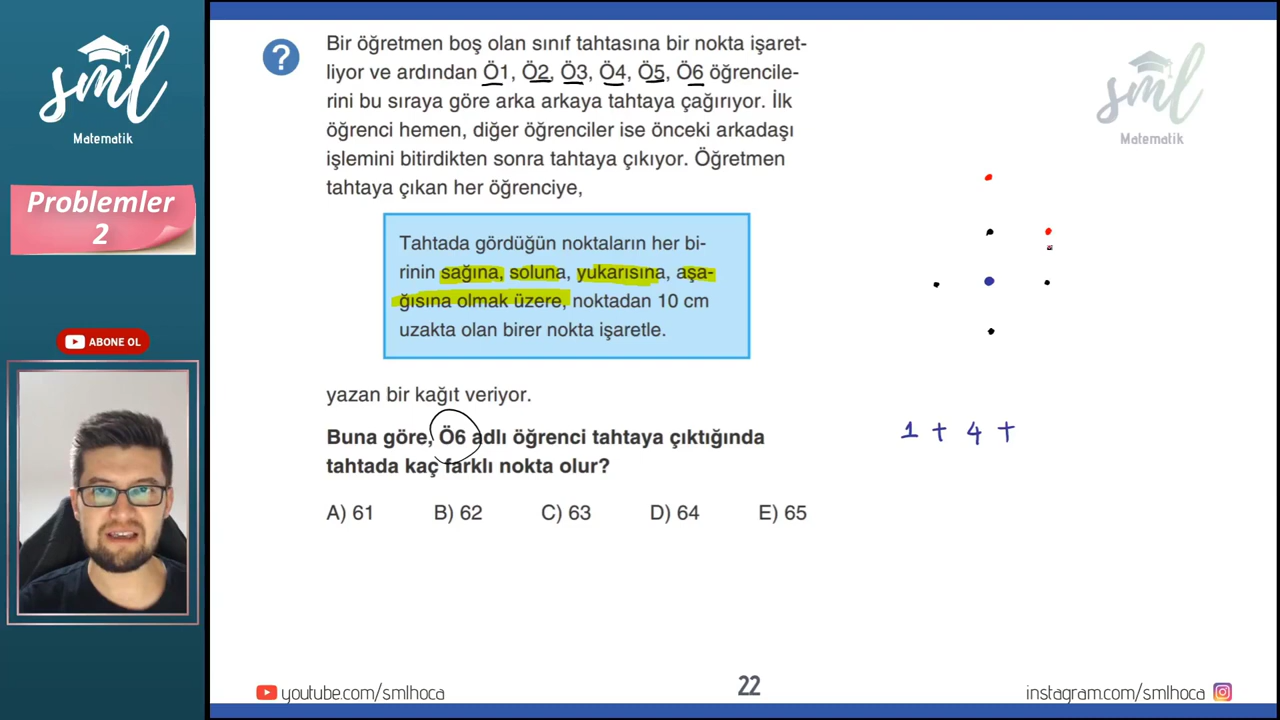 sml
Matematik
Problemler
2
ABONE OL
?
Bir öğretmen boş olan sınıf tahtasına bir nokta işaret-
liyor ve ardından Ö1, Ö2, Ö3, Ö4, Ö5, Ö6 öğrencile-
rini bu sıraya göre arka arkaya tahtaya çağırıyor. İlk
öğrenci hemen, diğer öğrenciler ise önceki arkadaşı
işlemini bitirdikten sonra tahtaya çıkıyor. Öğretmen
tahtaya çıkan her öğrenciye,
Tahtada gördüğün noktaların her bi-
rinin sağına, soluna, yukarısına, aşa-
ğısına olmak üzere, noktadan 10 cm
uzakta olan birer nokta işaretle.
yazan bir kağıt veriyor.
Buna göre, Ö6 adlı öğrenci tahtaya çıktığında
tahtada kaç farklı nokta olur?
A) 61 B) 62 C) 63 D) 64 E) 65
sml
Matematik
1 + 4 +
youtube.com/smlhoca
22
instagram.com/smlhoca